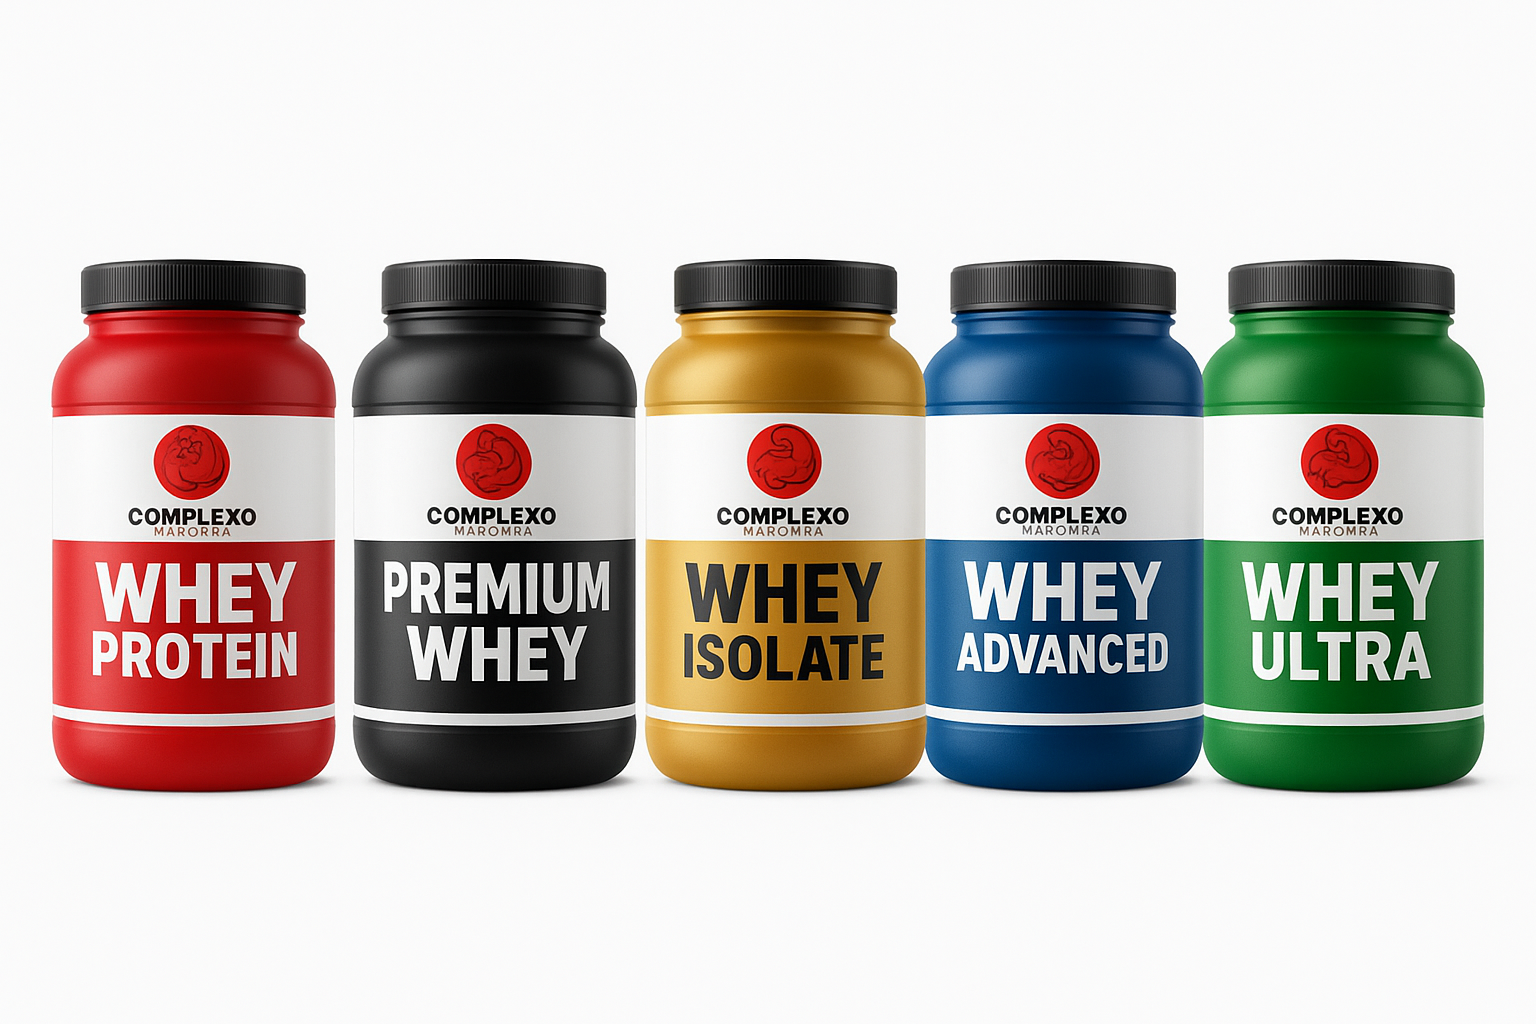 COMPLEXO
MARORRA
WHEY
PROTEIN
COMPLEXO
MAROMRA
PREMIUM
WHEY
COMPLEXO
MAROMRA
WHEY
ISOLATE
COMPLEXO
MAROMRA
WHEY
ADVANCED
COMPLEXO
MAROMRA
WHEY
ULTRA